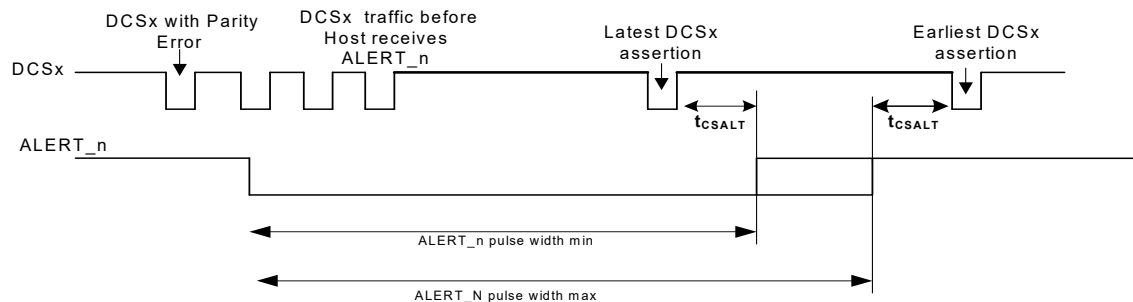 DCSx with Parity
Error
DCSx traffic before
Host receives
ALERT_n
Latest DCSx
assertion
Earliest DCSx
assertion
DCSx
tCSALT
tCSALT
ALERT_n
ALERT_n pulse width min
ALERT_N pulse width max